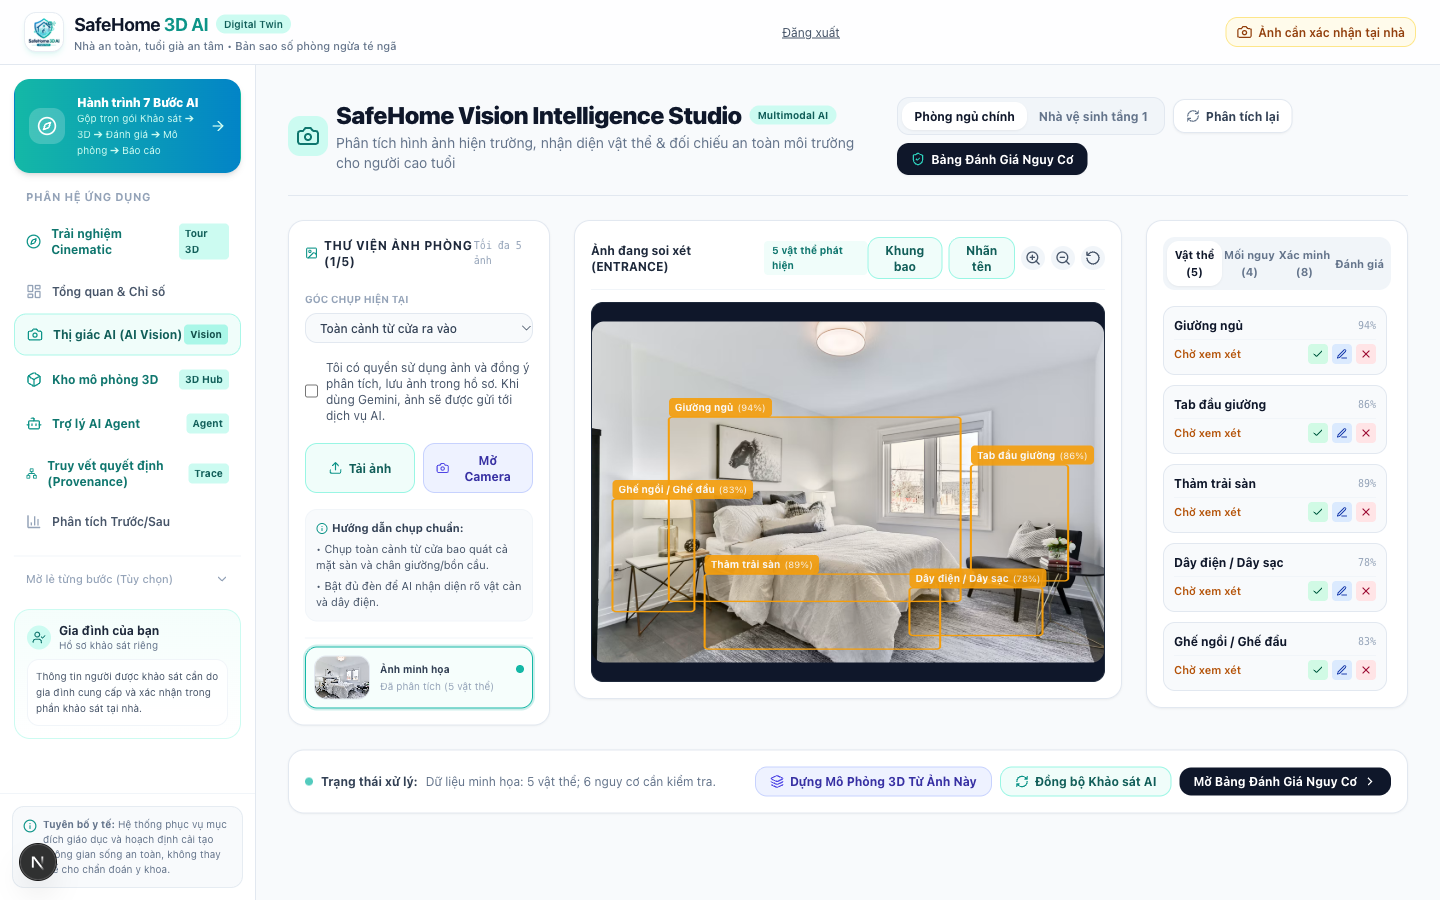 SafeHome 3D AI
Digital Twin
Nhà an toàn, tuổi già an tâm • Bản sao số phòng ngừa té ngã
Đăng xuất
Ảnh cần xác nhận tại nhà
Hành trình 7 Bước AI
Gộp trọn gói Khảo sát →
3D → Đánh giá → Mô
phỏng → Báo cáo
PHÂN HỆ ỨNG DỤNG
Trải nghiệm
Cinematic
Tour
3D
Tổng quan & Chỉ số
Thị giác AI (AI Vision)
Vision
Kho mô phỏng 3D
3D Hub
Trợ lý AI Agent
Agent
Truy vết quyết định
(Provenance)
Trace
Phân tích Trước/Sau
Mở lẻ từng bước (Tùy chọn)
Gia đình của bạn
Hồ sơ khảo sát riêng
Thông tin người được khảo sát cần do
gia đình cung cấp và xác nhận trong
phần khảo sát tại nhà.
Tuyên bố y tế: Hệ thống phục vụ mục
đích giáo dục và hoạch định cải tạo
gian sống an toàn, không thay
cho chẩn đoán y khoa.
N
SafeHome Vision Intelligence Studio
Multimodal AI
Phân tích hình ảnh hiện trường, nhận diện vật thể & đối chiếu an toàn môi trường
cho người cao tuổi
Phòng ngủ chính
Nhà vệ sinh tầng 1
Phân tích lại
Bảng Đánh Giá Nguy Cơ
THƯ VIỆN ẢNH PHÒNG
(1/5)
Tối đa 5
ảnh
GÓC CHỤP HIỆN TẠI
Toàn cảnh từ cửa ra vào
Tôi có quyền sử dụng ảnh và đồng ý
phân tích, lưu ảnh trong hồ sơ. Khi
dùng Gemini, ảnh sẽ được gửi tới
dịch vụ AI.
Tải ảnh
Mở
Camera
Hướng dẫn chụp chuẩn:
• Chụp toàn cảnh từ cửa bao quát cả
mặt sàn và chân giường/bồn cầu.
• Bật đủ đèn để AI nhận diện rõ vật cản
và dây điện.
Ảnh minh họa
Đã phân tích (5 vật thể)
Ảnh đang soi xét
(ENTRANCE)
5 vật thể phát
hiện
Khung
bao
Nhãn
tên
Giường ngủ (94%)
Tab đầu giường (86%)
Ghế ngồi / Ghế đẩu (83%)
Thảm trải sàn (89%)
Dây điện / Dây sạc (78%)
Vật thể
(5)
Mối nguy
(4)
Xác minh
(8)
Đánh giá
Giường ngủ
94%
Chờ xem xét
Tab đầu giường
86%
Chờ xem xét
Thảm trải sàn
89%
Chờ xem xét
Dây điện / Dây sạc
78%
Chờ xem xét
Ghế ngồi / Ghế đẩu
83%
Chờ xem xét
Trạng thái xử lý: Dữ liệu minh họa: 5 vật thể; 6 nguy cơ cần kiểm tra.
Dựng Mô Phỏng 3D Từ Ảnh Này
Đồng bộ Khảo sát AI
Mở Bảng Đánh Giá Nguy Cơ